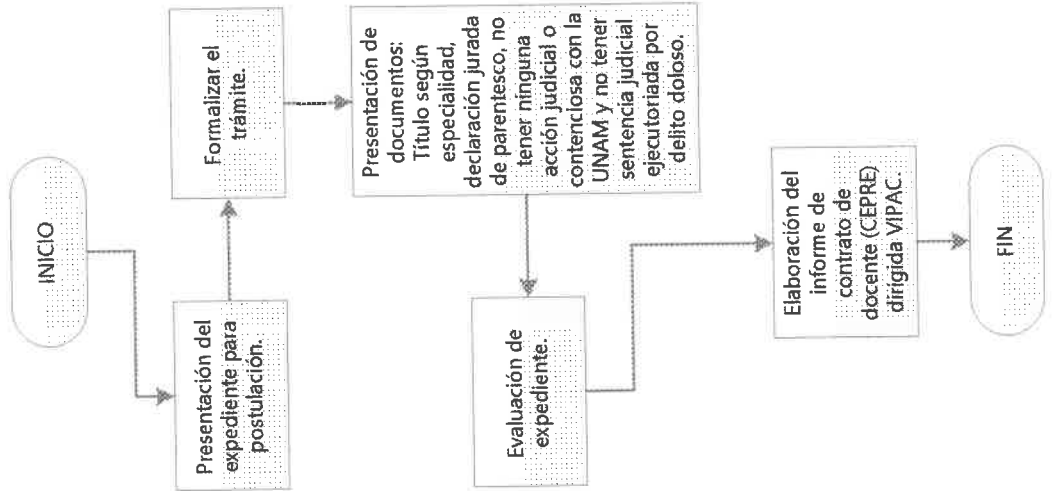 INICIO
Presentación del
expediente para
postulación.
Formalizar el
trámite.
Presentación de
documentos:
Título según
especialidad,
declaración jurada
de parentesco, no
tener ninguna
acción judicial o
contenciosa con la
UNAM y no tener
sentencia judicial
ejecutoriada por
delito doloso.
Evaluación de
expediente.
Elaboración del
informe de
contrato de
docente (CEPRE)
dirigida VIPAC.
FIN